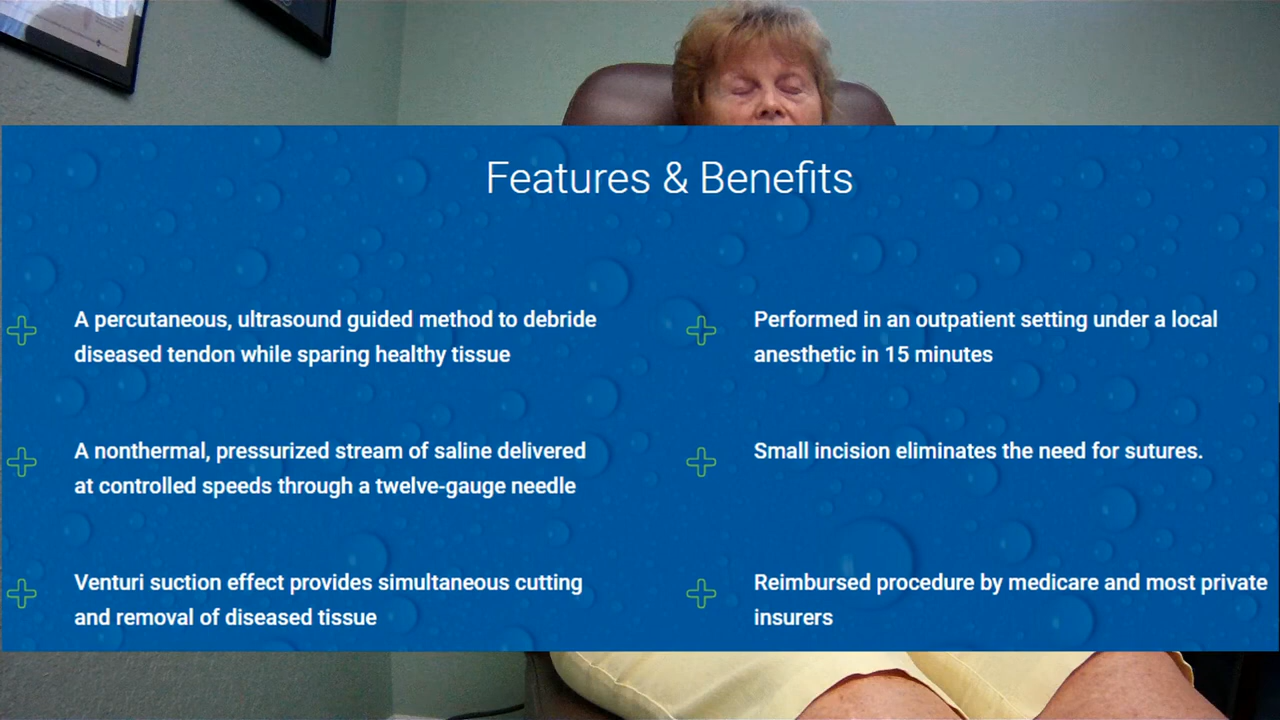 Features & Benefits
A percutaneous, ultrasound guided method to debride
diseased tendon while sparing healthy tissue
A nonthermal, pressurized stream of saline delivered
at controlled speeds through a twelve-gauge needle
Venturi suction effect provides simultaneous cutting
and removal of diseased tissue
Performed in an outpatient setting under a local
anesthetic in 15 minutes
Small incision eliminates the need for sutures.
Reimbursed procedure by medicare and most private
insurers